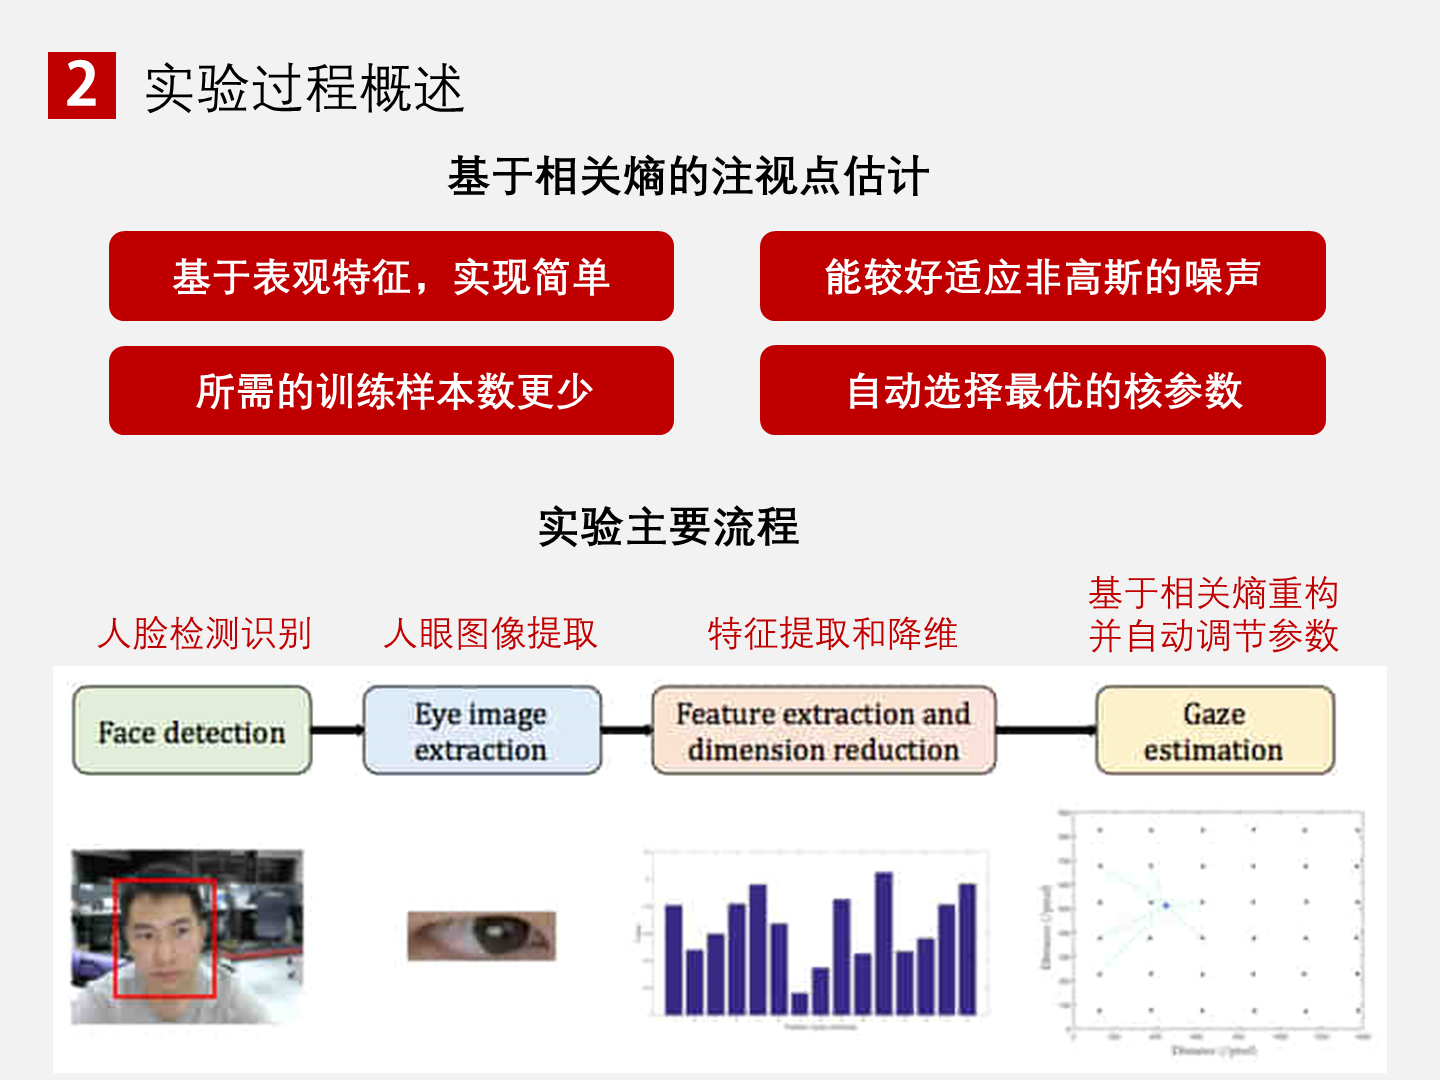 2 实验过程概述
基于相关熵的注视点估计
基于表观特征，实现简单
能较好适应非高斯的噪声
所需的训练样本数更少
自动选择最优的核参数
实验主要流程
人脸检测识别
人眼图像提取
特征提取和降维
基于相关熵重构
并自动调节参数
Face detection
Eye image
extraction
Feature extraction and
dimension reduction
Gaze
estimation
Distance (/pixel)
Distance (/pixel)